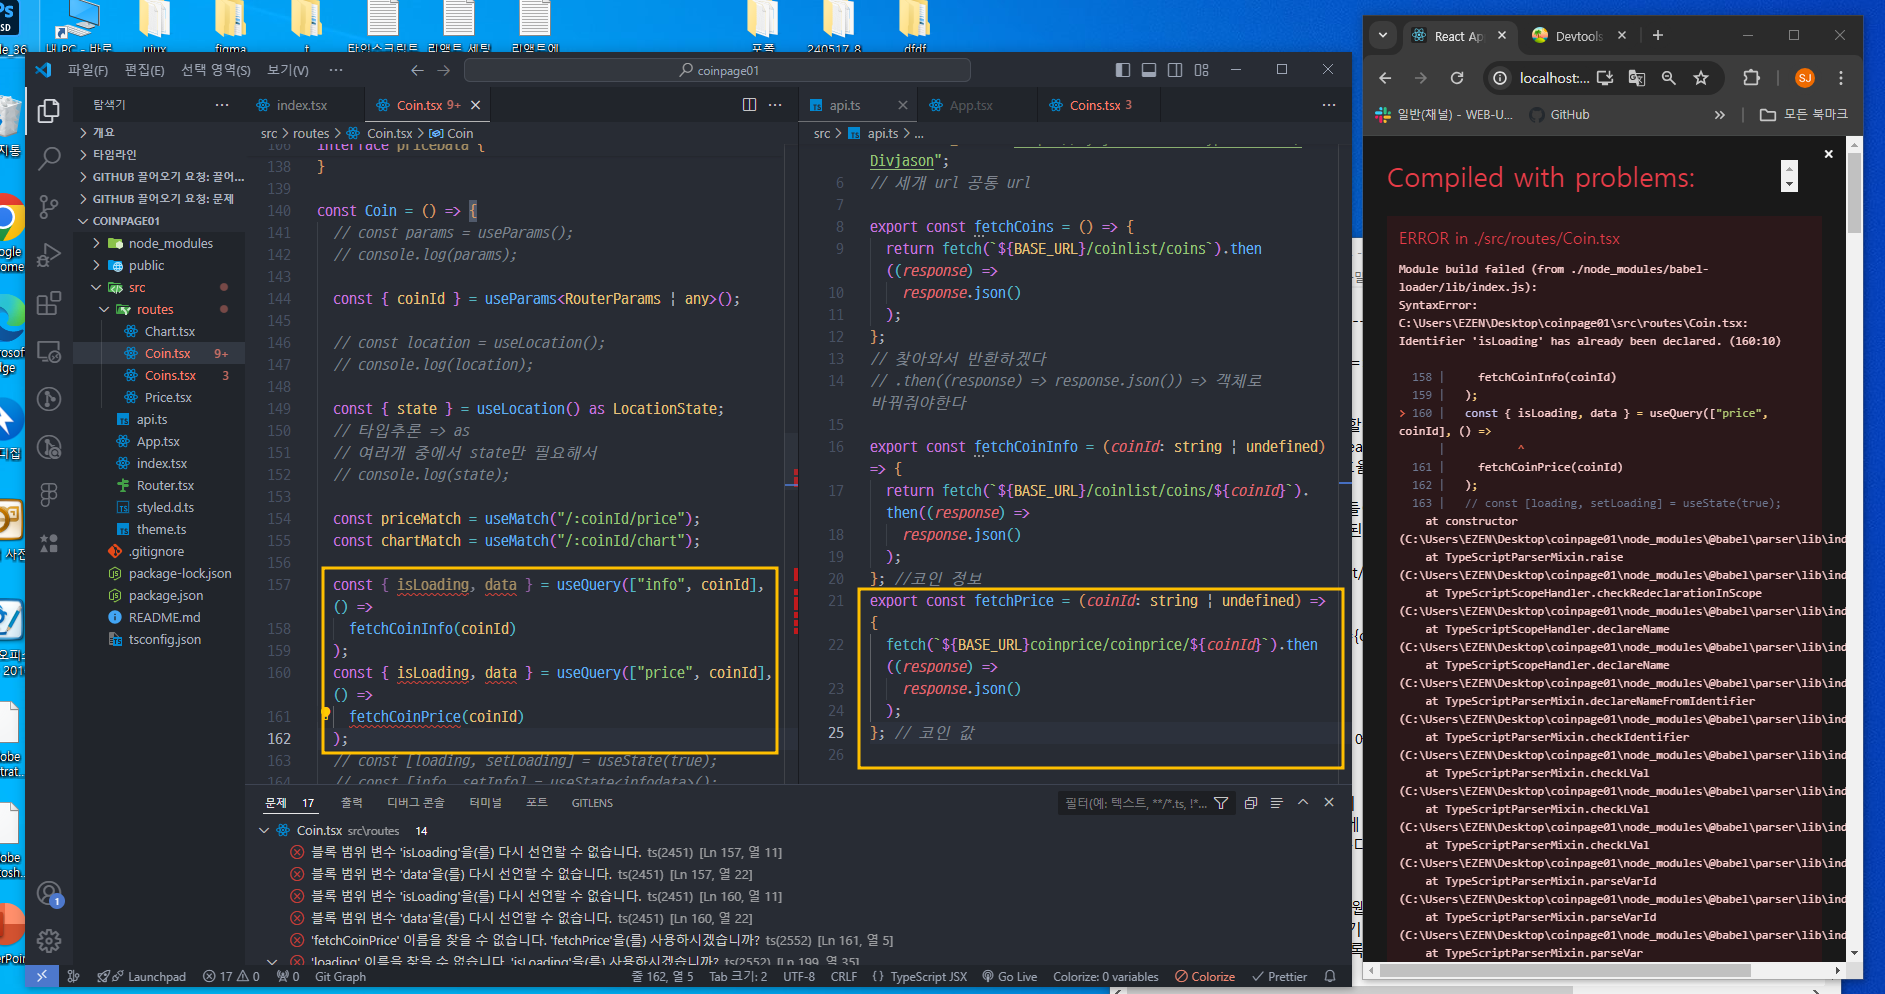 내 PC - 바로
uiux
figma
t
타입스크립트
리액트 세팅
리액트에
포폴
240517_8
dfdf
파일(F)
편집(E)
선택 영역(S)
보기(V)
coinpage01
탐색기
index.tsx
Coin.tsx 9+
api.ts
App.tsx
Coins.tsx 3
src > routes > Coin.tsx > Coin
src > api.ts > ...
개요
타임라인
GITHUB 끌어오기 요청: 끌어...
GITHUB 끌어오기 요청: 문제
COINPAGE01
node_modules
public
src
routes
Chart.tsx
Coin.tsx 9+
Coins.tsx 3
Price.tsx
api.ts
App.tsx
index.tsx
Router.tsx
styled.d.ts
theme.ts
.gitignore
package-lock.json
package.json
README.md
tsconfig.json
interface priceData {
138 }
139
140 const Coin = () => {
141 // const params = useParams();
142 // console.log(params);
143
144 const { coinId } = useParams<RouterParams | any>();
145
146 // const location = useLocation();
147 // console.log(location);
148
149 const { state } = useLocation() as LocationState;
150 // 타입추론 => as
151 // 여러개 중에서 state만 필요해서
152 // console.log(state);
153
154 const priceMatch = useMatch("/:coinId/price");
155 const chartMatch = useMatch("/:coinId/chart");
156
157 const { isLoading, data } = useQuery(["info", coinId],
() =>
158 fetchCoinInfo(coinId)
159 );
160 const { isLoading, data } = useQuery(["price", coinId],
() =>
161 fetchCoinPrice(coinId)
162 );
163 // const [loading, setLoading] = useState(true);
164 // const [info, setInfo] = useState<infodata>();
Divjason";
6 // 세개 url 공통 url
7
8 export const fetchCoins = () => {
9 return fetch(`${BASE_URL}/coinlist/coins`).then
((response) =>
10 response.json()
11 );
12 };
13 // 찾아와서 반환하겠다
14 // .then((response) => response.json()) => 객체로
바꿔줘야한다
15
16 export const fetchCoinInfo = (coinId: string | undefined)
=> {
17 return fetch(`${BASE_URL}/coinlist/coins/${coinId}`).
then((response) =>
18 response.json()
19 );
20 }; //코인 정보
21 export const fetchPrice = (coinId: string | undefined) =>
{
22 fetch(`${BASE_URL}coinprice/coinprice/${coinId}`).then
((response) =>
23 response.json()
24 );
25 }; // 코인 값
26
문제 17
출력
디버그 콘솔
터미널
포트
GITLENS
필터(예: 텍스트, **/*.ts, !*...
Coin.tsx src\routes 14
블록 범위 변수 'isLoading'을(를) 다시 선언할 수 없습니다. ts(2451) [Ln 157, 열 11]
블록 범위 변수 'data'을(를) 다시 선언할 수 없습니다. ts(2451) [Ln 157, 열 22]
블록 범위 변수 'isLoading'을(를) 다시 선언할 수 없습니다. ts(2451) [Ln 160, 열 11]
블록 범위 변수 'data'을(를) 다시 선언할 수 없습니다. ts(2451) [Ln 160, 열 22]
'fetchCoinPrice' 이름을 찾을 수 없습니다. 'fetchPrice'을(를) 사용하시겠습니까? ts(2552) [Ln 161, 열 5]
'loading' 이름을 찾을 수 없습니다. 'isLoading'을(를) 사용하시겠습니까? ts(2552) [Ln 199, 열 35]
Launchpad
17 0
0
Git Graph
줄 162, 열 5
Tab 크기: 2
UTF-8
CRLF
{} TypeScript JSX
Go Live
Colorize: 0 variables
Colorize
Prettier
React Ap
Devtools
localhost:...
SJ
일반(채널) - WEB-U...
GitHub
모든 북마크
Compiled with problems:
ERROR in ./src/routes/Coin.tsx
Module build failed (from ./node_modules/babel-
loader/lib/index.js):
SyntaxError:
C:\Users\EZEN\Desktop\coinpage01\src\routes\Coin.tsx:
Identifier 'isLoading' has already been declared. (160:10)
158 | fetchCoinInfo(coinId)
159 | );
> 160 | const { isLoading, data } = useQuery(["price",
coinId], () =>
| ^
161 | fetchCoinPrice(coinId)
162 | );
163 | // const [loading, setLoading] = useState(true);
at constructor
(C:\Users\EZEN\Desktop\coinpage01\node_modules\@babel\parser\lib\ind
at TypeScriptParserMixin.raise
(C:\Users\EZEN\Desktop\coinpage01\node_modules\@babel\parser\lib\ind
at TypeScriptScopeHandler.checkRedeclarationInScope
(C:\Users\EZEN\Desktop\coinpage01\node_modules\@babel\parser\lib\ind
at TypeScriptScopeHandler.declareName
(C:\Users\EZEN\Desktop\coinpage01\node_modules\@babel\parser\lib\ind
at TypeScriptScopeHandler.declareName
(C:\Users\EZEN\Desktop\coinpage01\node_modules\@babel\parser\lib\ind
at TypeScriptParserMixin.declareNameFromIdentifier
(C:\Users\EZEN\Desktop\coinpage01\node_modules\@babel\parser\lib\ind
at TypeScriptParserMixin.checkIdentifier
(C:\Users\EZEN\Desktop\coinpage01\node_modules\@babel\parser\lib\ind
at TypeScriptParserMixin.checkLVal
(C:\Users\EZEN\Desktop\coinpage01\node_modules\@babel\parser\lib\ind
at TypeScriptParserMixin.checkLVal
(C:\Users\EZEN\Desktop\coinpage01\node_modules\@babel\parser\lib\ind
at TypeScriptParserMixin.checkLVal
(C:\Users\EZEN\Desktop\coinpage01\node_modules\@babel\parser\lib\ind
at TypeScriptParserMixin.parseVarId
(C:\Users\EZEN\Desktop\coinpage01\node_modules\@babel\parser\lib\ind
at TypeScriptParserMixin.parseVarId
(C:\Users\EZEN\Desktop\coinpage01\node_modules\@babel\parser\lib\ind
at TypeScriptParserMixin.parseVar